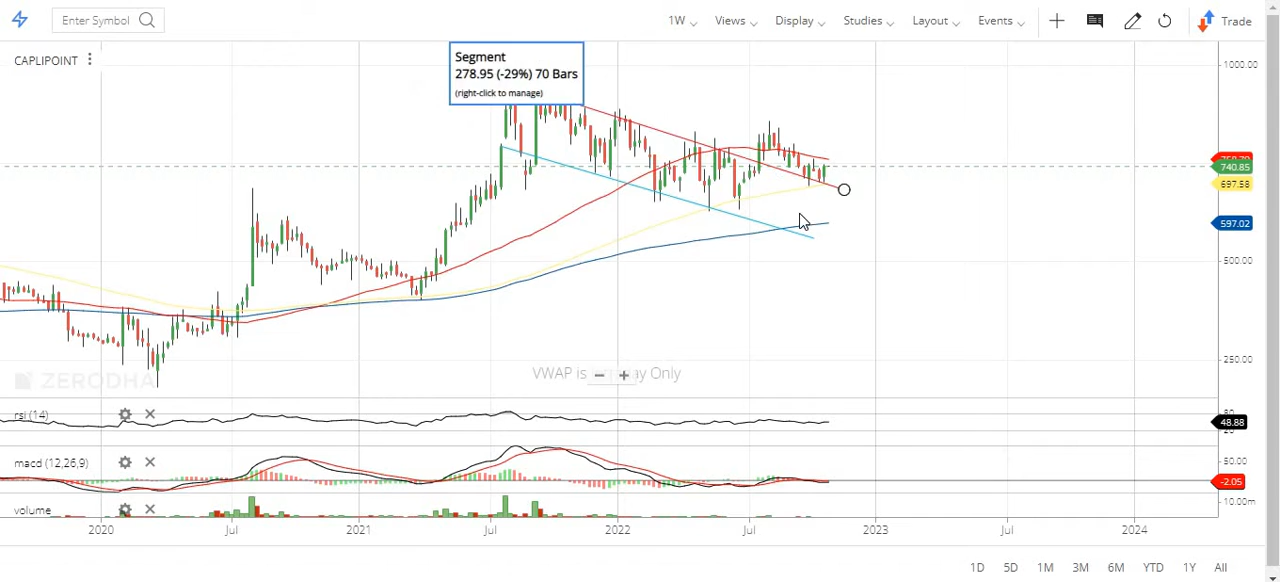 Enter Symbol
1W Views Display Studies Layout Events Trade
CAPLIPOINT
Segment
278.95 (-29%) 70 Bars
(right-click to manage)
1000.00
740.85
697.58
597.02
500.00
250.00
ZERODHA
VWAP is ay Only
rsi (14)
48.88
macd (12,26,9)
50.00
-2.05
volume
10.00m
2020 Jul 2021 Jul 2022 Jul 2023 Jul 2024
1D 5D 1M 3M 6M YTD 1Y All